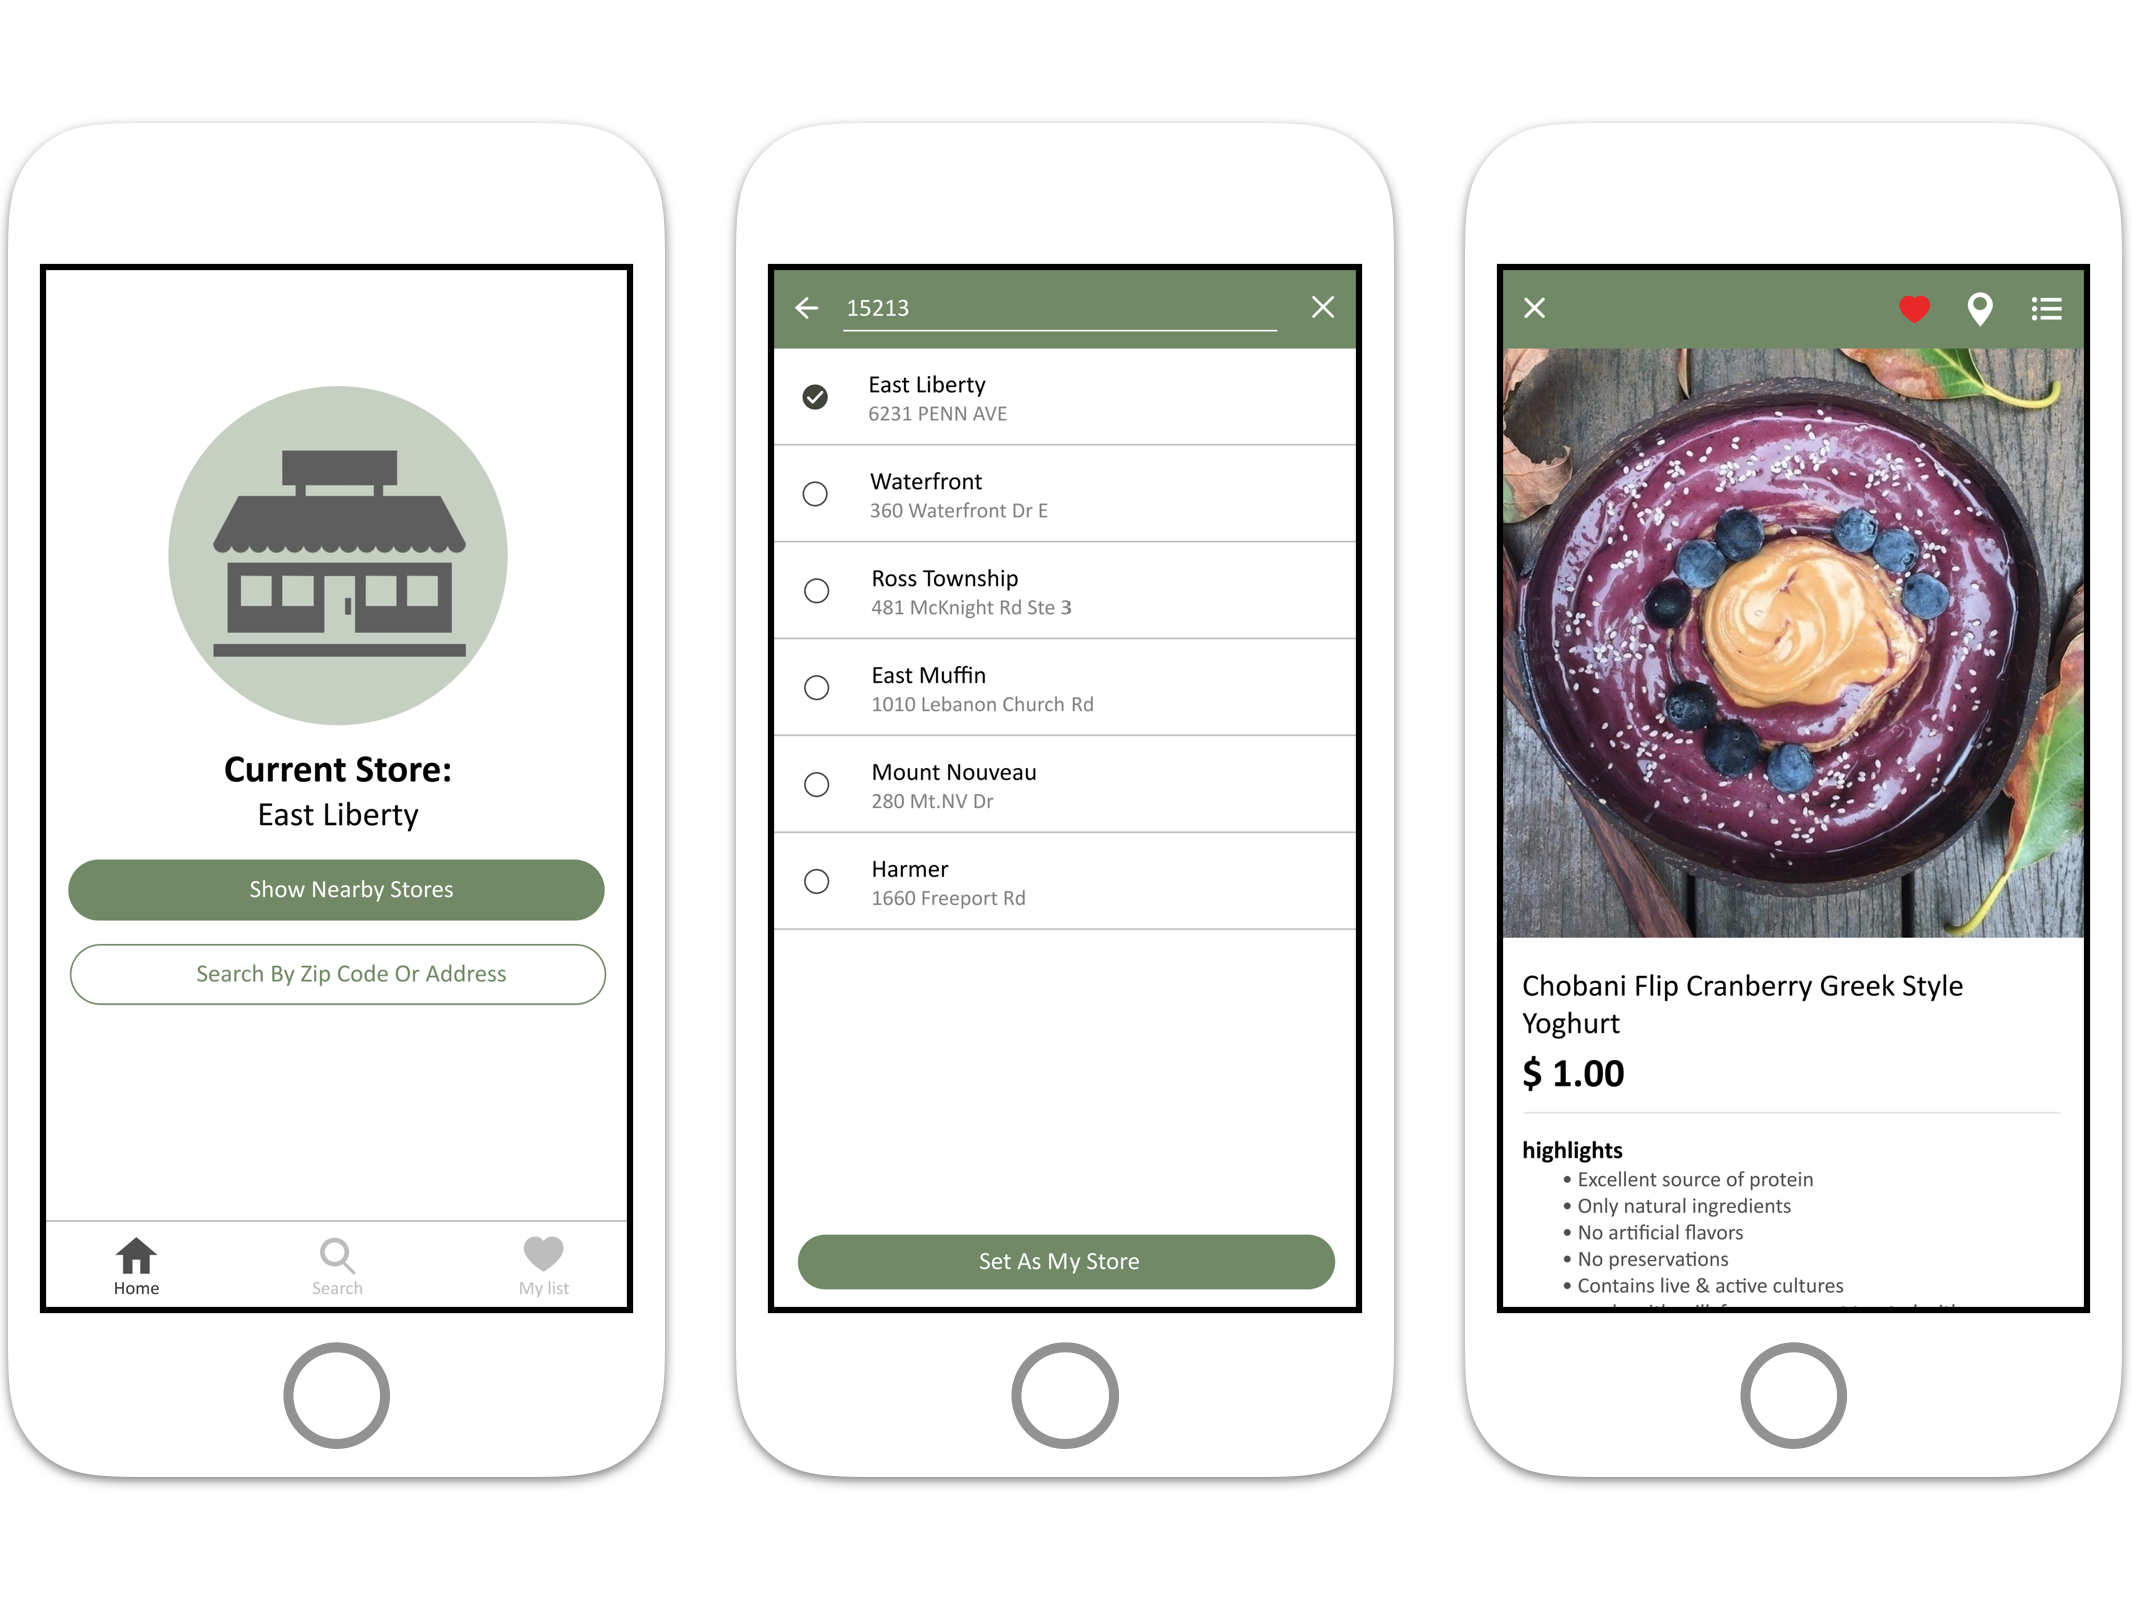 Current Store:
East Liberty
Show Nearby Stores
Search By Zip Code Or Address
Home
Search
My list
15213
East Liberty
6231 PENN AVE
Waterfront
360 Waterfront Dr E
Ross Township
481 McKnight Rd Ste 3
East Muffin
1010 Lebanon Church Rd
Mount Nouveau
280 Mt.NV Dr
Harmer
1660 Freeport Rd
Set As My Store
Chobani Flip Cranberry Greek Style
Yoghurt
$ 1.00
highlights
• Excellent source of protein
• Only natural ingredients
• No artificial flavors
• No preservations
• Contains live & active cultures